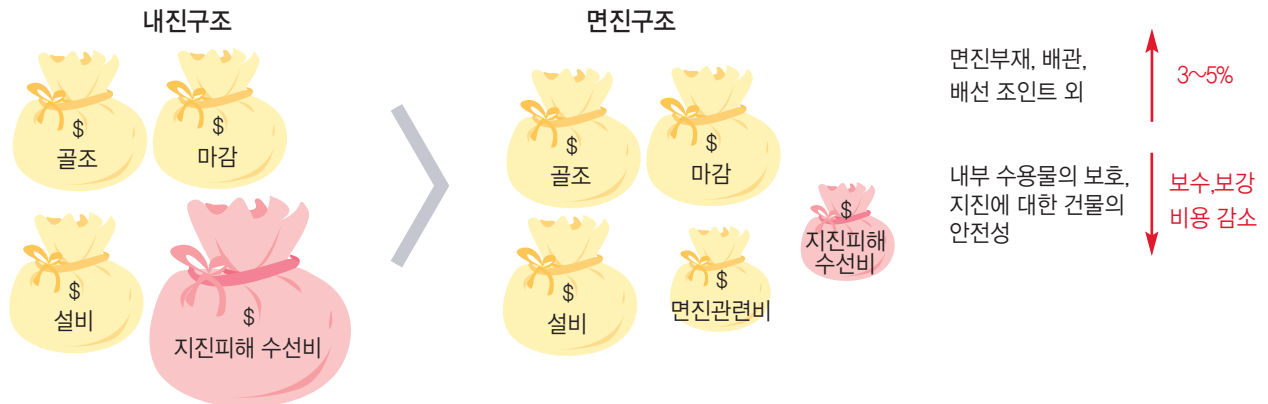 내진구조
$
골조
$
마감
$
설비
$
지진피해 수선비
면진구조
$
골조
$
마감
$
설비
$
면진관련비
$
지진피해
수선비
면진부재, 배관,
배선 조인트 외
3~5%
내부 수용물의 보호,
지진에 대한 건물의
안전성
보수,보강
비용 감소